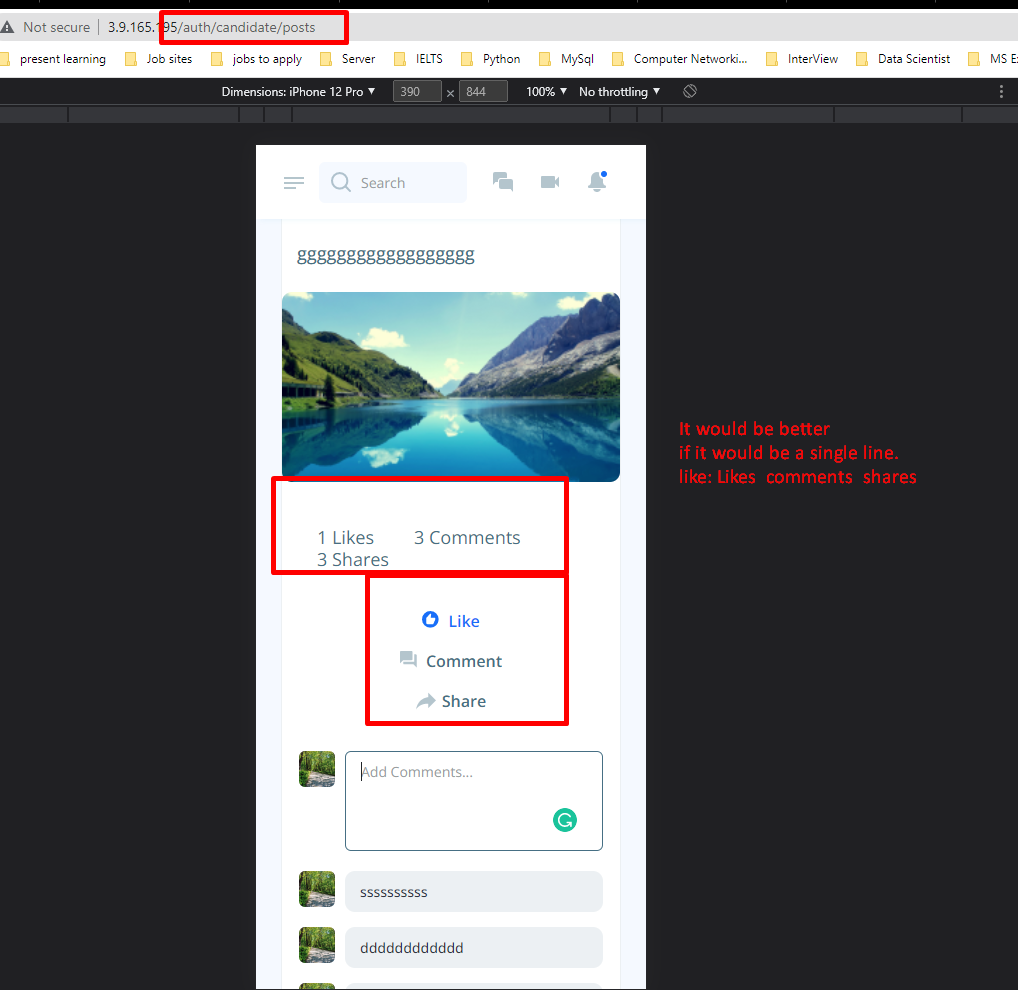 Not secure | 3.9.165.195/auth/candidate/posts
present learning Job sites jobs to apply Server IELTS Python MySql Computer Networki... InterView Data Scientist MS Ex
Dimensions: iPhone 12 Pro ▼ 390 x 844 100% ▼ No throttling ▼
Search
gggggggggggggggggg
It would be better
if it would be a single line.
like: Likes comments shares
1 Likes 3 Comments
3 Shares
Like
Comment
Share
Add Comments...
ssssssssss
dddddddddddd